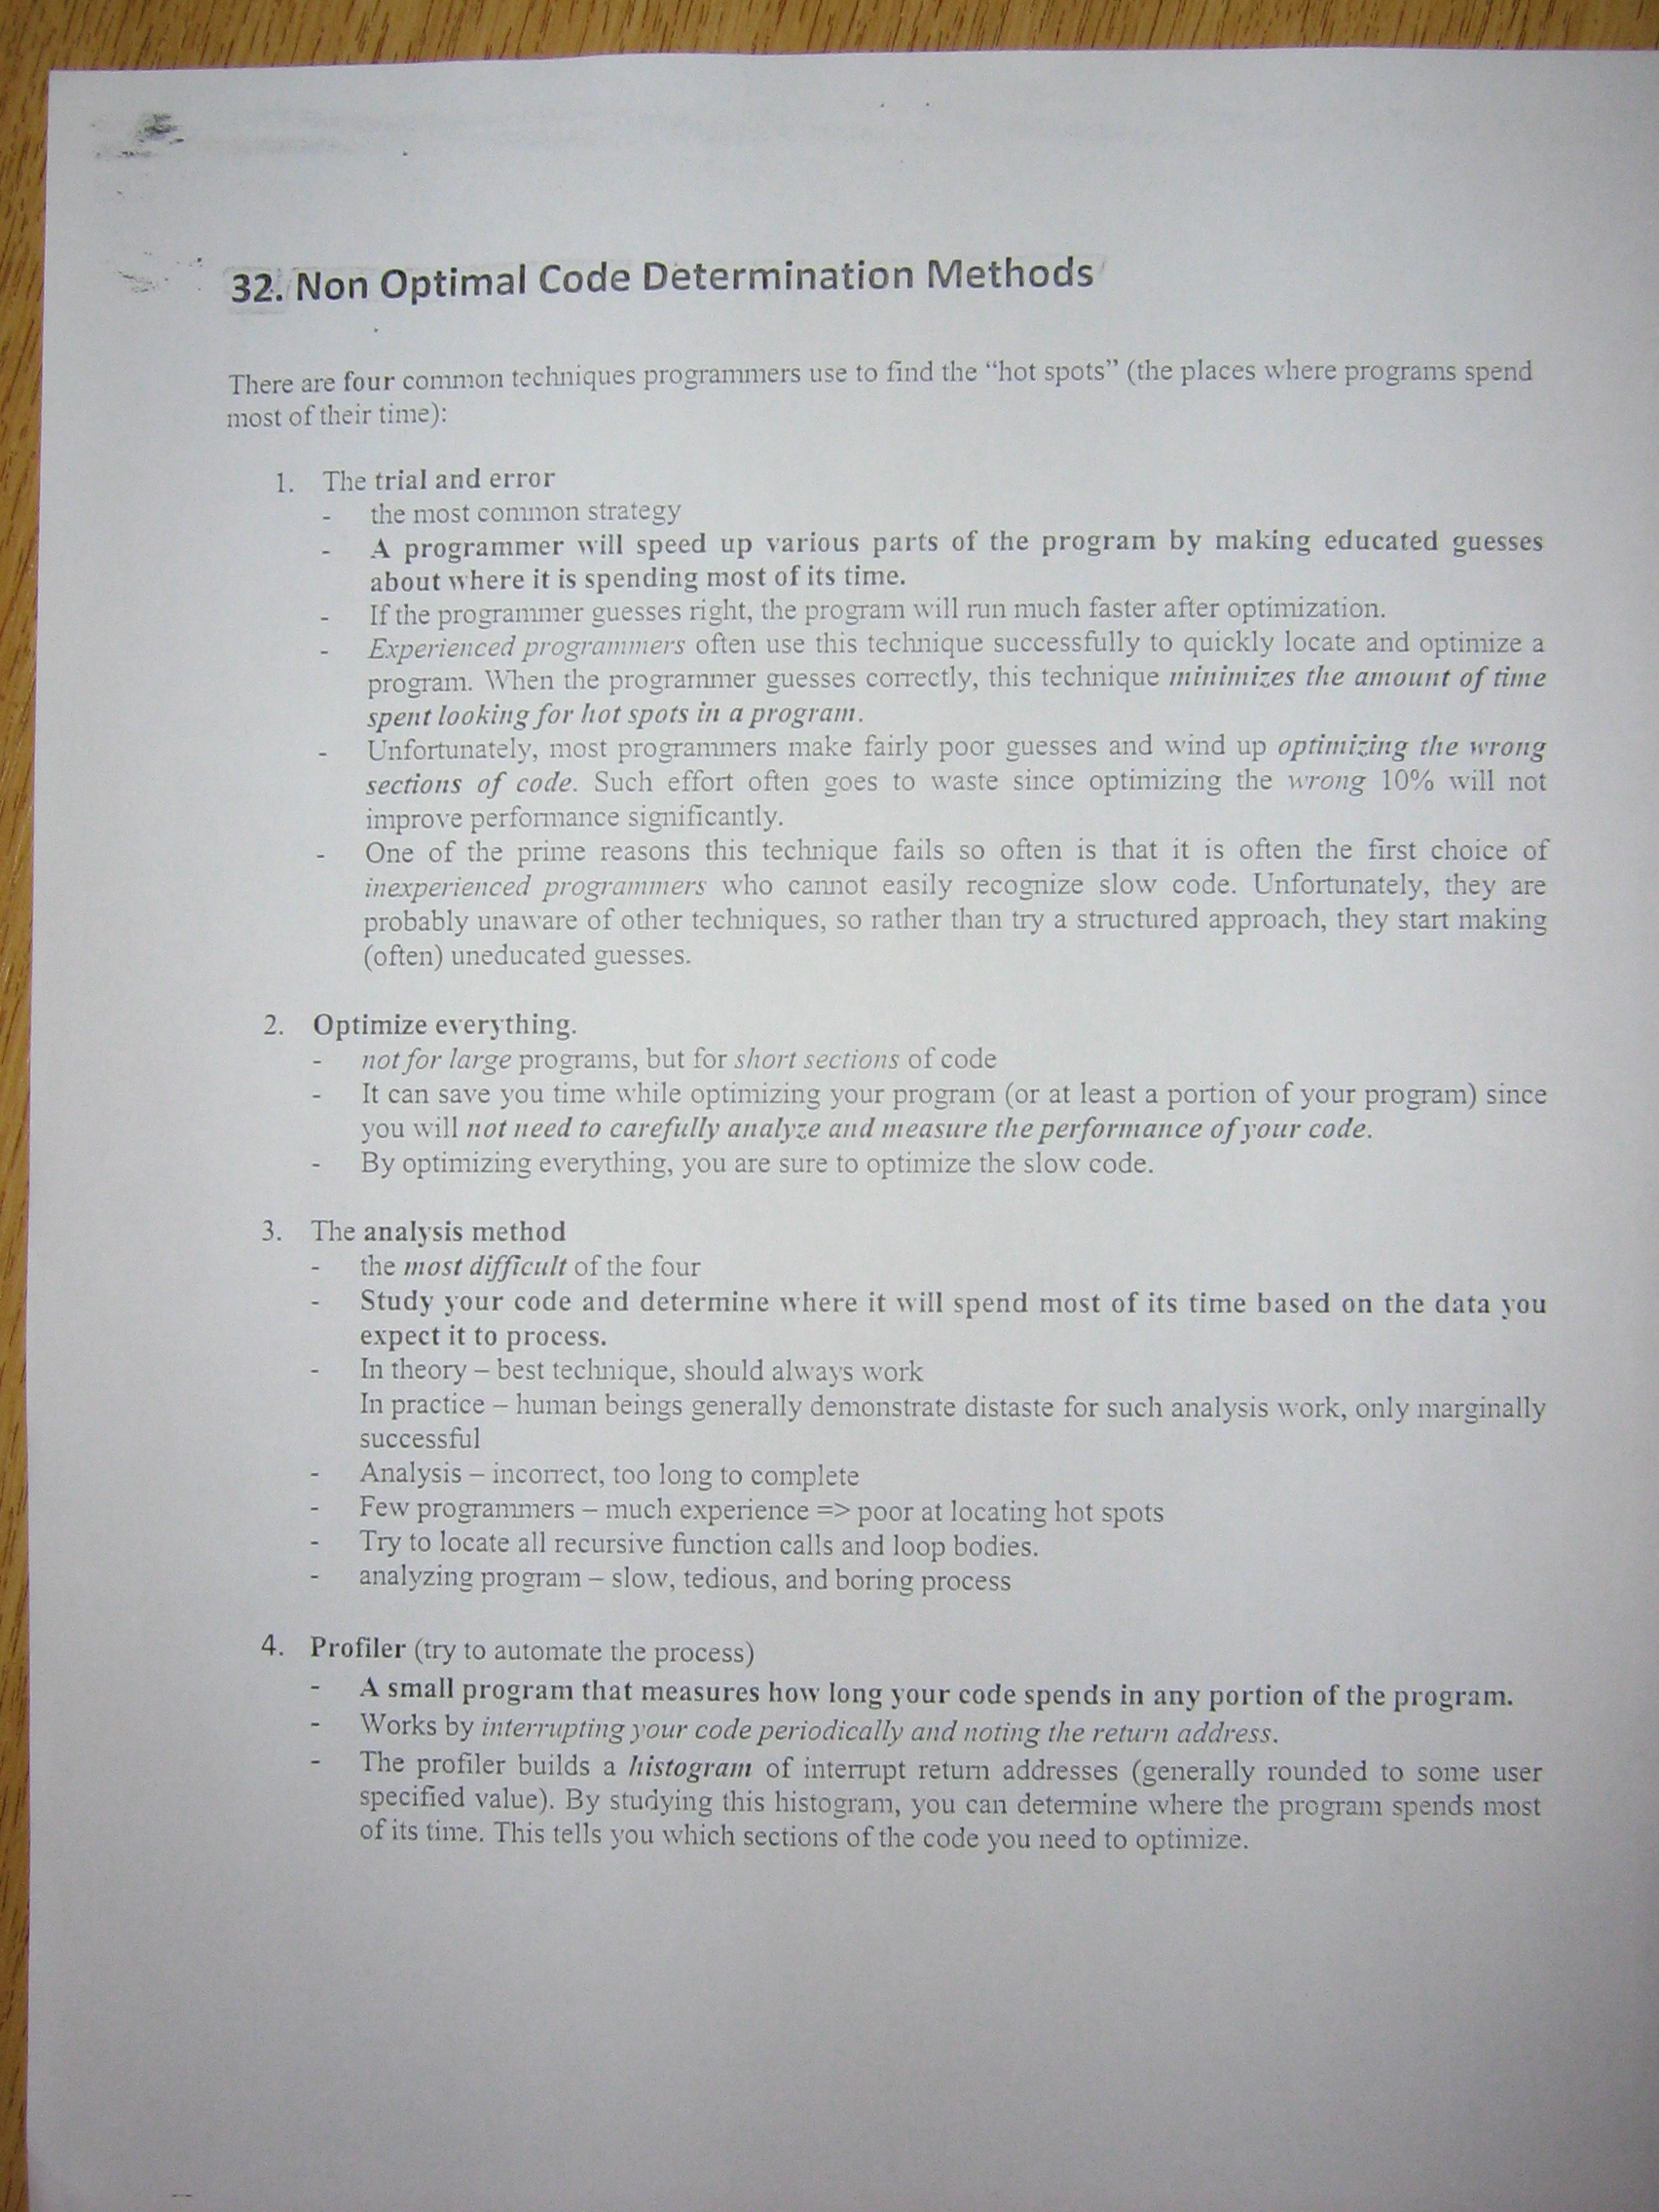 32. Non Optimal Code Determination Methods
There are four common techniques programmers use to find the “hot spots” (the places where programs spend
most of their time):
1. The trial and error
- the most common strategy
- A programmer will speed up various parts of the program by making educated guesses
about where it is spending most of its time.
- If the programmer guesses right, the program will run much faster after optimization.
- Experienced programmers often use this technique successfully to quickly locate and optimize a
program. When the programmer guesses correctly, this technique minimizes the amount of time
spent looking for hot spots in a program.
- Unfortunately, most programmers make fairly poor guesses and wind up optimizing the wrong
sections of code. Such effort often goes to waste since optimizing the wrong 10% will not
improve performance significantly.
- One of the prime reasons this technique fails so often is that it is often the first choice of
inexperienced programmers who cannot easily recognize slow code. Unfortunately, they are
probably unaware of other techniques, so rather than try a structured approach, they start making
(often) uneducated guesses.
2. Optimize everything.
- not for large programs, but for short sections of code
- It can save you time while optimizing your program (or at least a portion of your program) since
you will not need to carefully analyze and measure the performance of your code.
- By optimizing everything, you are sure to optimize the slow code.
3. The analysis method
- the most difficult of the four
- Study your code and determine where it will spend most of its time based on the data you
expect it to process.
- In theory – best technique, should always work
In practice – human beings generally demonstrate distaste for such analysis work, only marginally
successful
- Analysis – incorrect, too long to complete
- Few programmers – much experience => poor at locating hot spots
- Try to locate all recursive function calls and loop bodies.
- analyzing program – slow, tedious, and boring process
4. Profiler (try to automate the process)
- A small program that measures how long your code spends in any portion of the program.
- Works by interrupting your code periodically and noting the return address.
- The profiler builds a histogram of interrupt return addresses (generally rounded to some user
specified value). By studying this histogram, you can determine where the program spends most
of its time. This tells you which sections of the code you need to optimize.